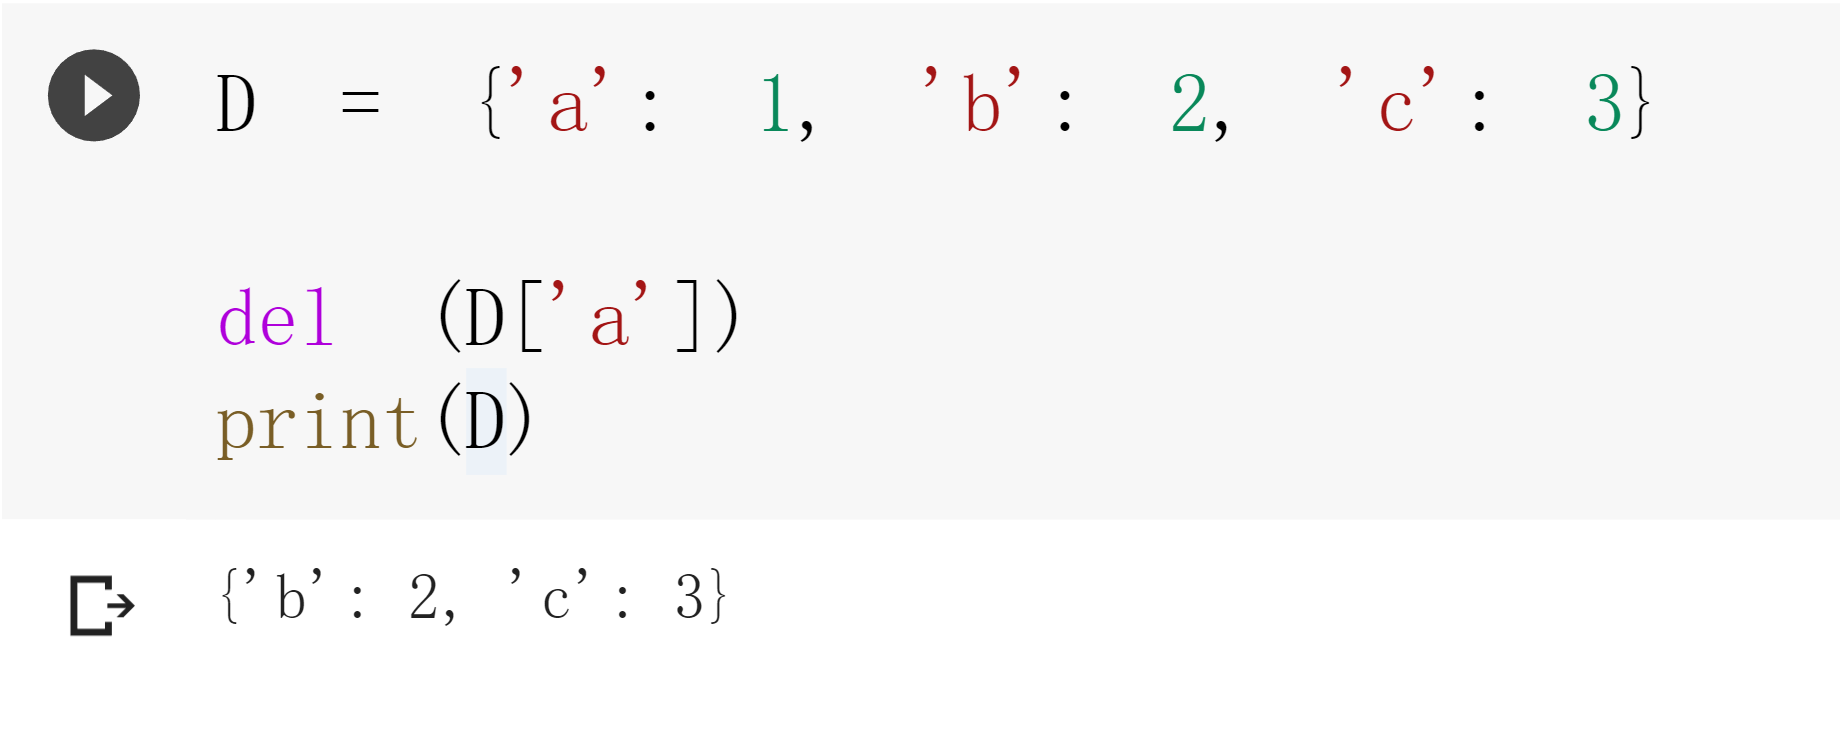 D = {'a': 1, 'b': 2, 'c': 3}
del (D['a'])
print(D)
{'b': 2, 'c': 3}